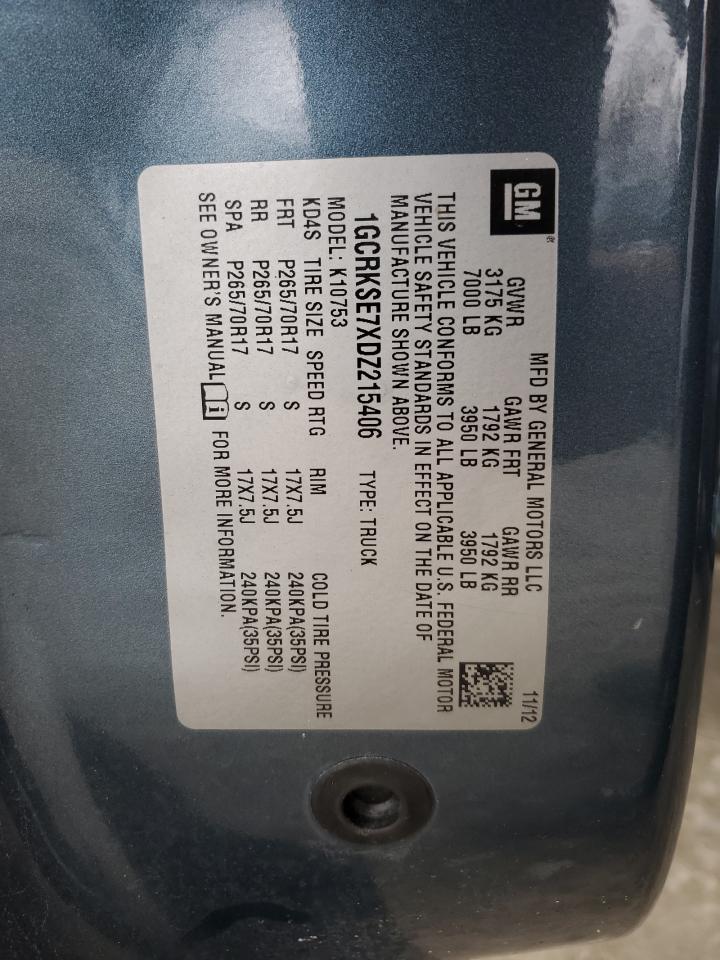 GM
MFD BY GENERAL MOTORS LLC 11/12
GVWR GAWR FRT GAWR RR
3175 KG 1792 KG 1792 KG
7000 LB 3950 LB 3950 LB
THIS VEHICLE CONFORMS TO ALL APPLICABLE U.S. FEDERAL MOTOR
VEHICLE SAFETY STANDARDS IN EFFECT ON THE DATE OF
MANUFACTURE SHOWN ABOVE.
1GCRKSE7XDZ215406 TYPE: TRUCK
MODEL: K10753
KD4S TIRE SIZE SPEED RTG RIM COLD TIRE PRESSURE
FRT P265/70R17 S 17X7.5J 240KPA(35PSI)
RR P265/70R17 S 17X7.5J 240KPA(35PSI)
SPA P265/70R17 S 17X7.5J 240KPA(35PSI)
SEE OWNER'S MANUAL i FOR MORE INFORMATION.